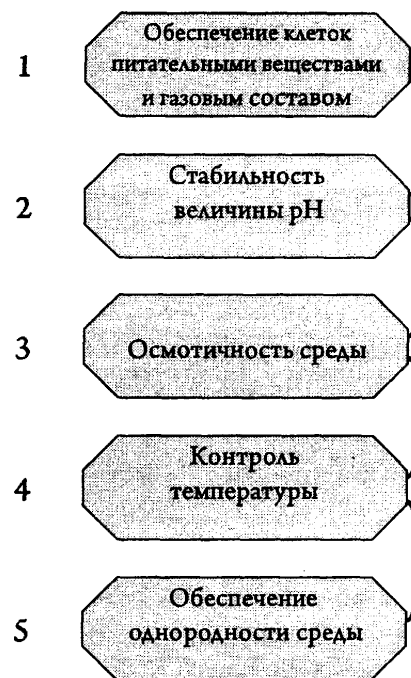 Обеспечение клеток
1 питательными веществами
и газовым составом
Стабильность
2 величины pH
3 Осмотичность среды
Контроль
4 температуры
Обеспечение
5 однородности среды